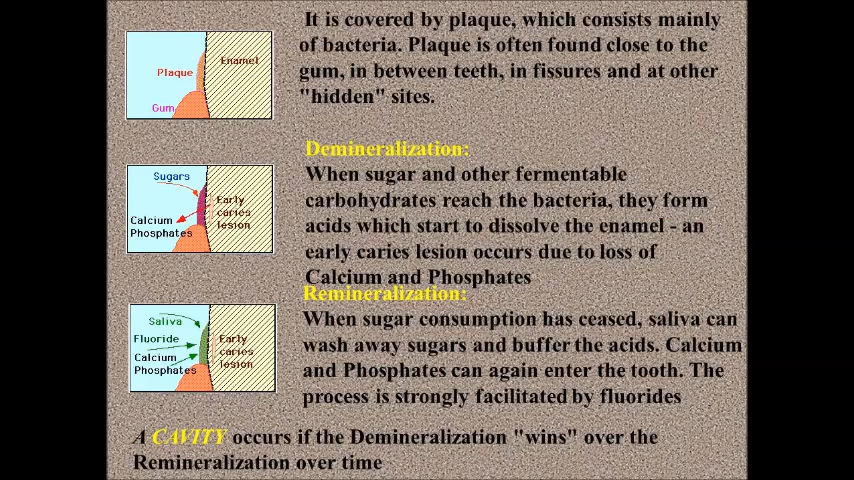 It is covered by plaque, which consists mainly
of bacteria. Plaque is often found close to the
gum, in between teeth, in fissures and at other
"hidden" sites.
Enamel
Plaque
Gum
Demineralization:
When sugar and other fermentable
carbohydrates reach the bacteria, they form
acids which start to dissolve the enamel - an
early caries lesion occurs due to loss of
Calcium and Phosphates
Sugars
Early
caries
lesion
Calcium
Phosphates
Remineralization:
When sugar consumption has ceased, saliva can
wash away sugars and buffer the acids. Calcium
and Phosphates can again enter the tooth. The
process is strongly facilitated by fluorides
Saliva
Fluoride
Calcium
Phosphates
Early
caries
lesion
A CAVITY occurs if the Demineralization "wins" over the
Remineralization over time